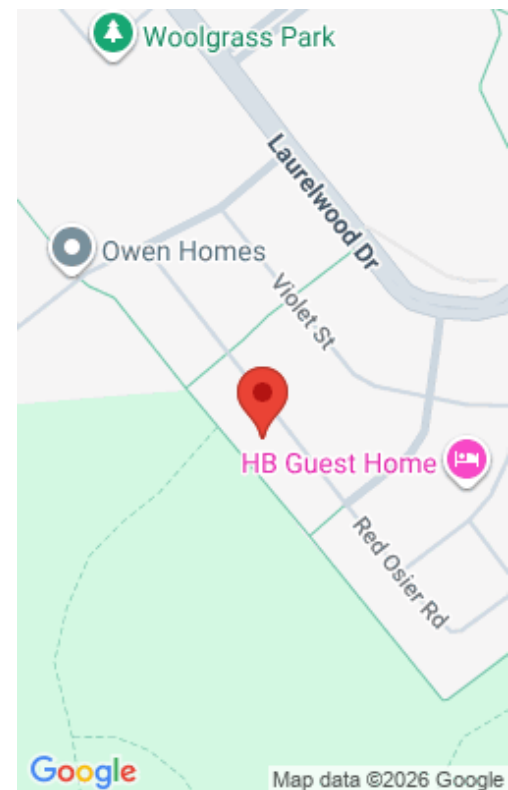 Woolgrass Park
Laurelwood Dr
Owen Homes
Violet St
HB Guest Home
Red Osier Rd
Google
Map data ©2026 Google